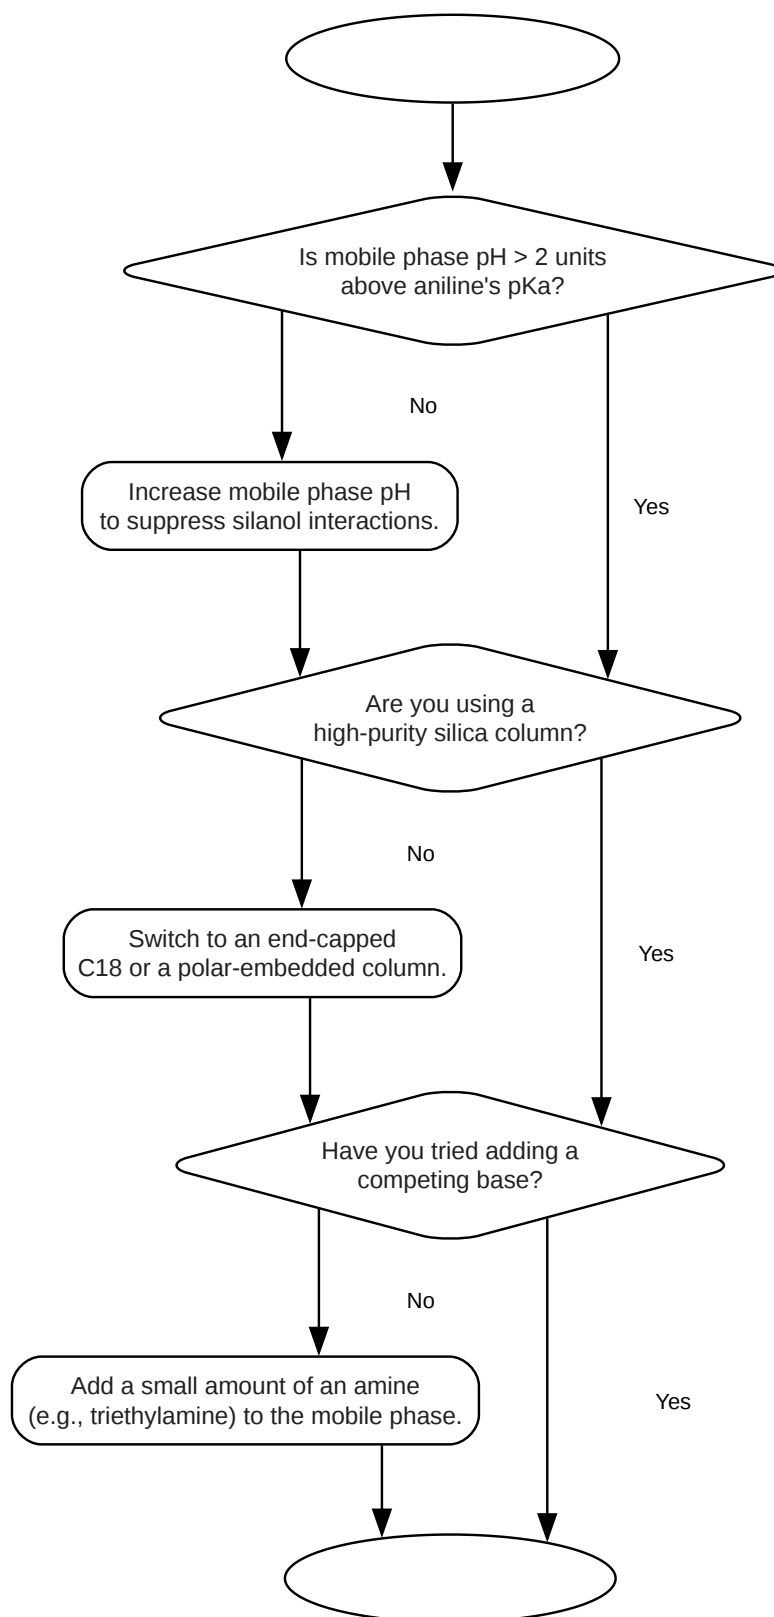 Is mobile phase pH > 2 units
above aniline's pKa?
No
Increase mobile phase pH
to suppress silanol interactions.
Yes
Are you using a
high-purity silica column?
No
Switch to an end-capped
C18 or a polar-embedded column.
Yes
Have you tried adding a
competing base?
No
Add a small amount of an amine
(e.g., triethylamine) to the mobile phase.
Yes